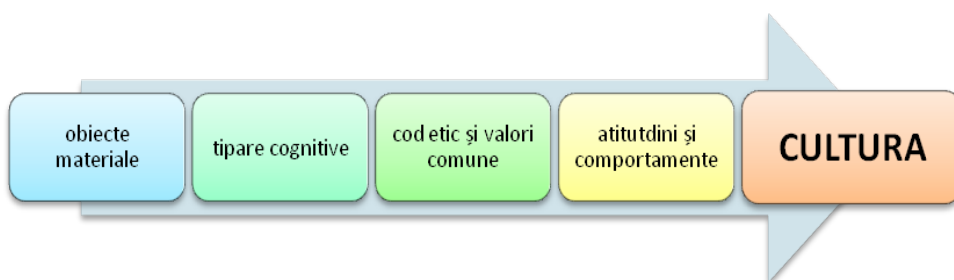 obiecte
materiale
tipare cognitive
cod etic și valori
comune
atitutdini și
comportamente
CULTURA